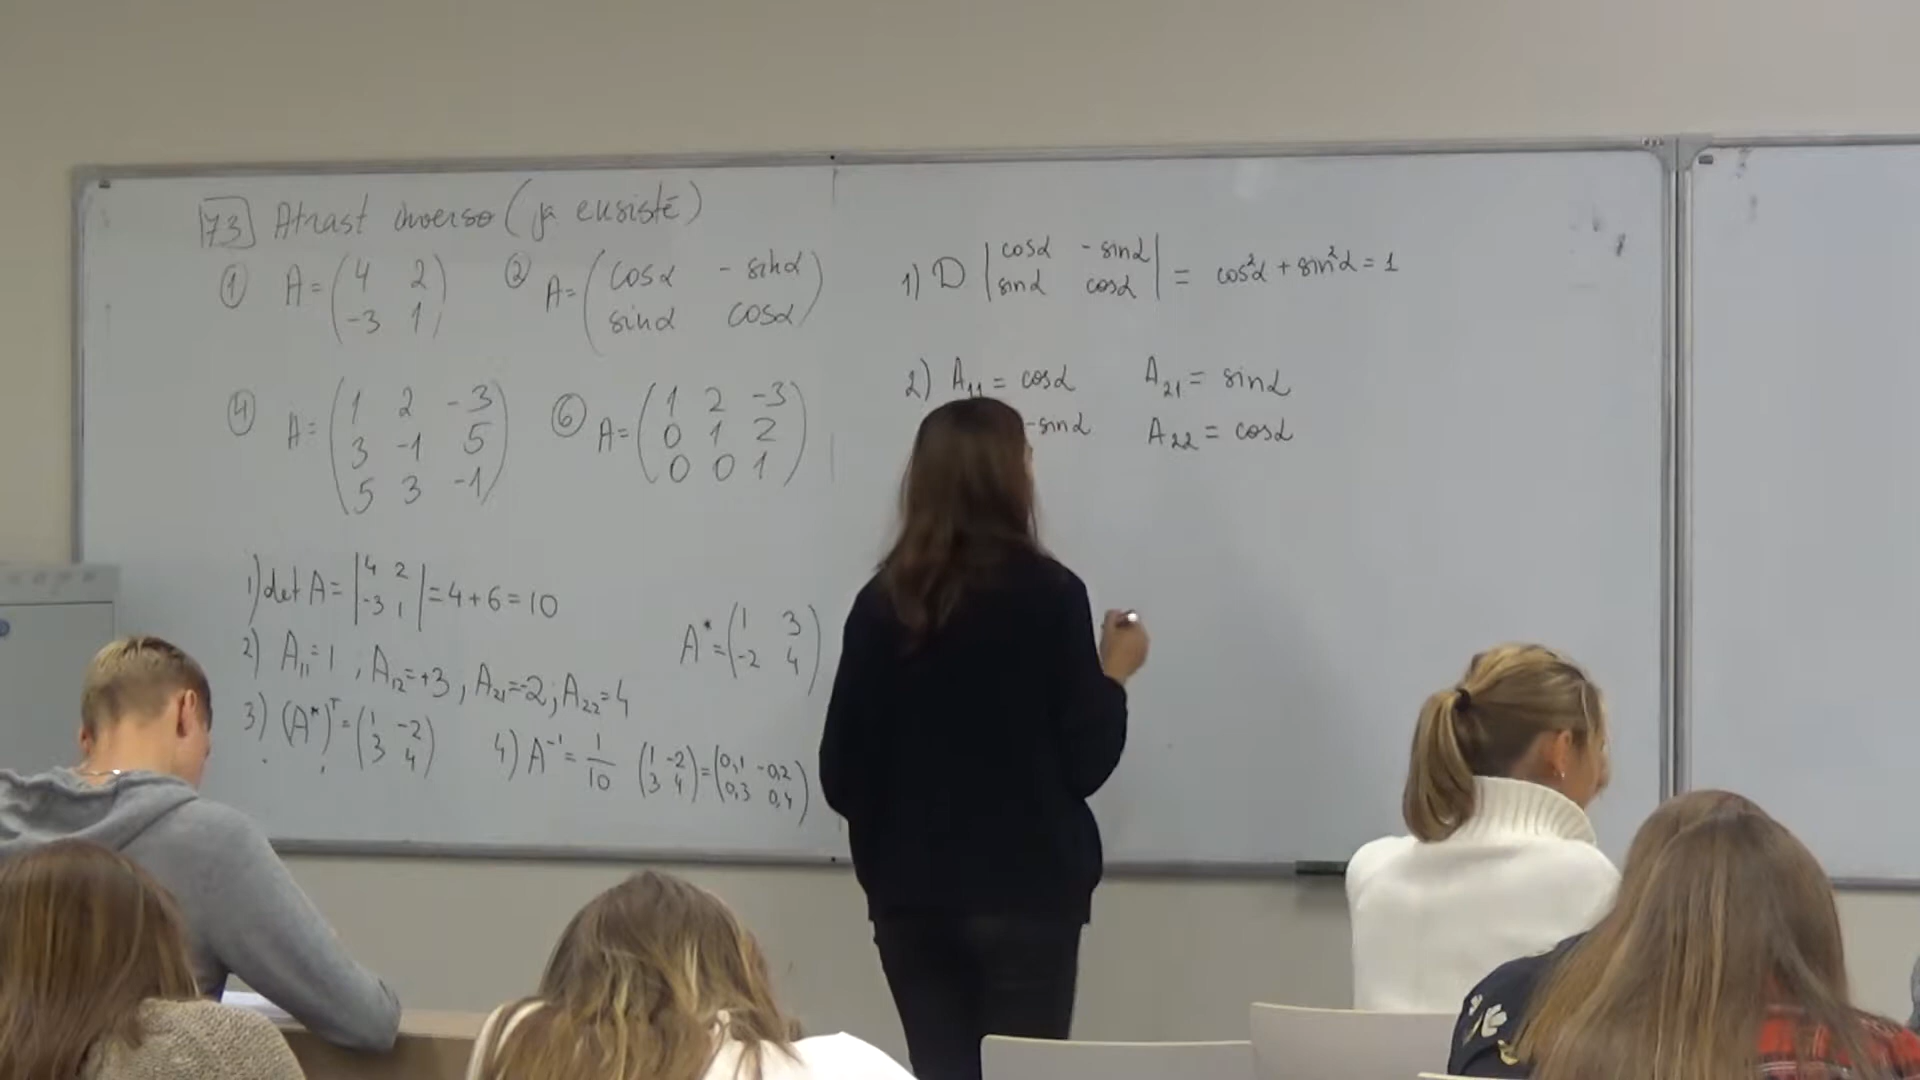 73 Atrast inverso (ja eksistē)
① A = (4 2
-3 1)
② A = (cosα - sinα
sinα cosα)
④ A = (1 2 -3
3 -1 5
5 3 -1)
⑥ A = (1 2 -3
0 1 2
0 0 1)
1) det A = |4 2
-3 1| = 4 + 6 = 10
2) A₁₁ = 1 , A₁₂ = +3 , A₂₁ = -2 ; A₂₂ = 4
A* = (1 3
-2 4)
3) (A*)ᵀ = (1 -2
3 4)
4) A⁻¹ = 1/10 (1 -2
3 4) = (0,1 -0,2
0,3 0,4)
1) D |cosα - sinα
sinα cosα| = cos²α + sin²α = 1
2) A₁₁ = cosα A₂₁ = sinα
-sinα A₂₂ = cosα